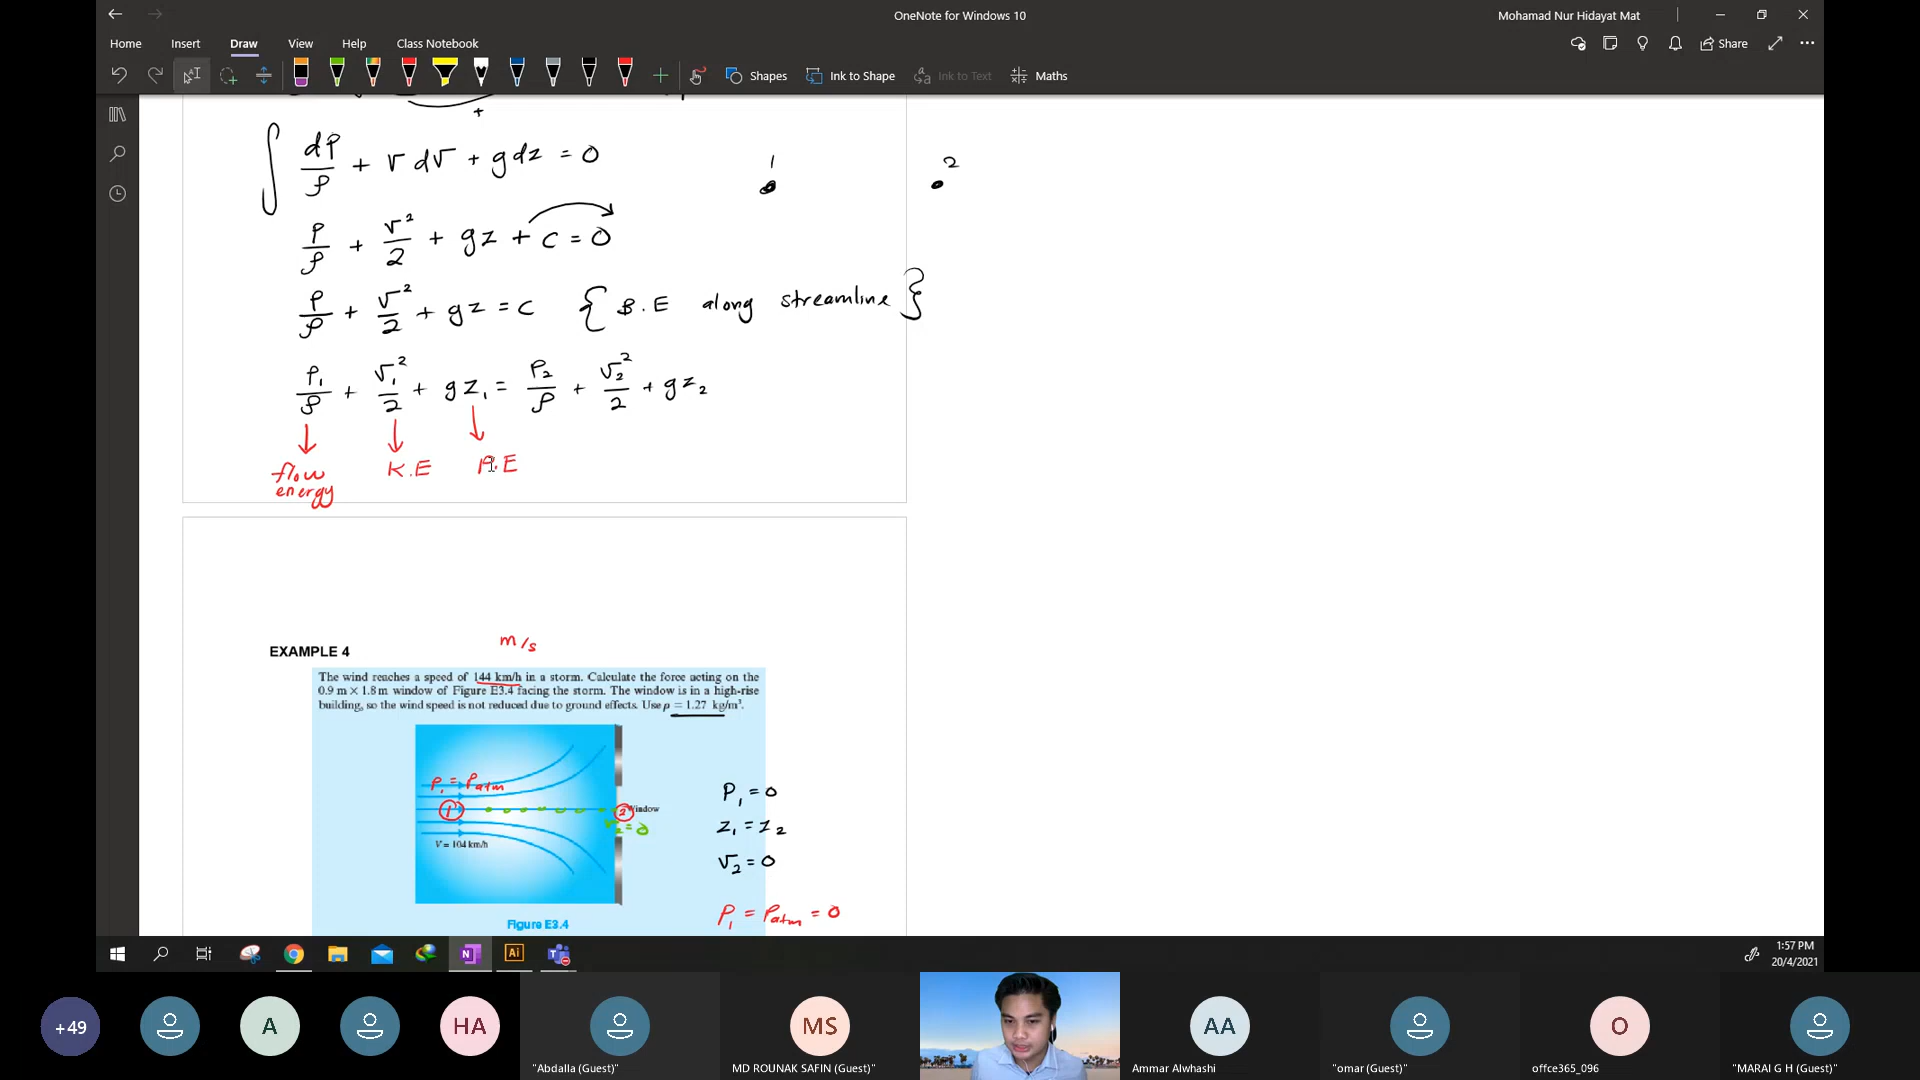 OneNote for Windows 10
Mohamad Nur Hidayat Mat
Home Insert Draw View Help Class Notebook
Share
Shapes Ink to Shape Ink to Text Maths
+
∫ dP/ρ + V dV + g dz = 0
1 2
P/ρ + V²/2 + gz + c = 0
P/ρ + V²/2 + gz = c { B.E along streamline }
P₁/ρ + V₁²/2 + gz₁ = P₂/ρ + V₂²/2 + gz₂
flow energy K.E P.E
m/s
EXAMPLE 4
The wind reaches a speed of 144 km/h in a storm. Calculate the force acting on the
0.9 m × 1.8 m window of Figure E3.4 facing the storm. The window is in a high-rise
building, so the wind speed is not reduced due to ground effects. Use ρ = 1.27 kg/m³.
P₁ = Patm
1 2 Window
V₂ = 0
V = 104 km/h
Figure E3.4
P₁ = 0
z₁ = z₂
V₂ = 0
P₁ = Patm = 0
1:57 PM
20/4/2021
+49
A
HA
MS
AA
O
"Abdalla (Guest)"
MD ROUNAK SAFIN (Guest)"
Ammar Alwhashi
"omar (Guest)"
offce365_096
"MARAI G H (Guest)"